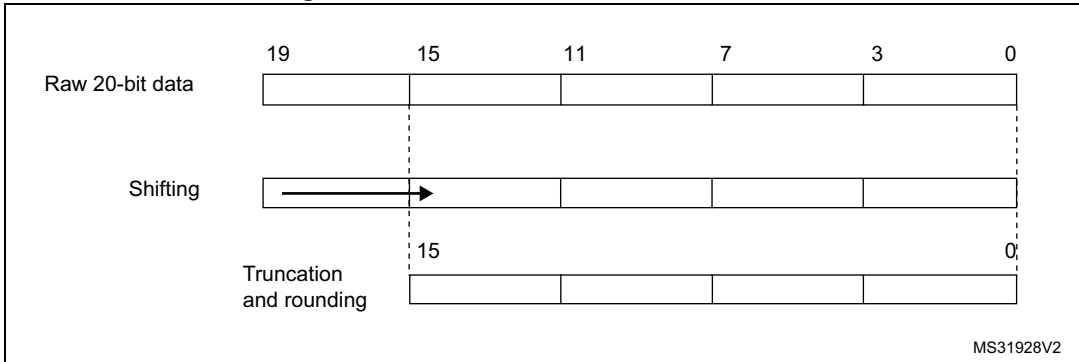 19 15 11 7 3 0
Raw 20-bit data
Shifting
15 0
Truncation
and rounding
MS31928V2